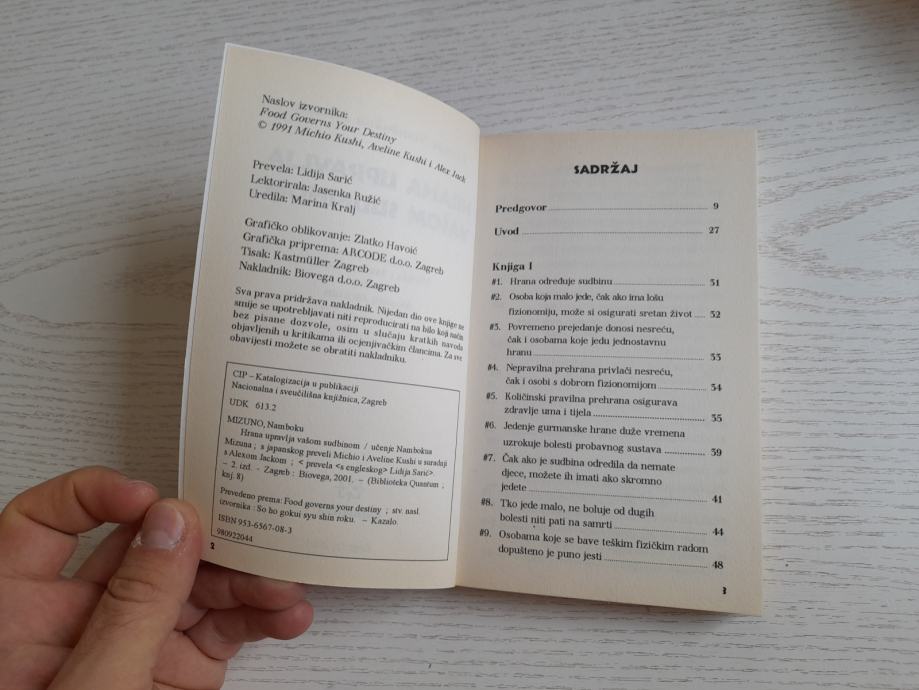 Naslov izvornika:
Food Governs Your Destiny
© 1991 Michio Kushi, Aveline Kushi i Alex Jack
Prevela: Lidija Sarić
Lektorirala: Jasenka Ružić
Uredila: Marina Kralj
Grafičko oblikovanje: Zlatko Havoić
Grafička priprema: ARCODE d.o.o. Zagreb
Tisak: Kastmüller Zagreb
Nakladnik: Biovega d.o.o. Zagreb
Sva prava pridržava nakladnik. Nijedan dio ove knjige ne
smije se upotrebljavati niti reproducirati na bilo koji način
bez pisane dozvole, osim u slučaju kratkih navoda
objavljenih u kritikama ili ocjenjivačkim člancima. Za sve
obavijesti možete se obratiti nakladniku.
CIP – Katalogizacija u publikaciji
Nacionalna i sveučilišna knjižnica, Zagreb
UDK 613.2
MIZUNO, Namboku
Hrana upravlja vašom sudbinom / učenje Nambokua
Mizuna ; s japanskog preveli Michio i Aveline Kushi u suradnji
s Alexom Jackom ; < prevela <s engleskog> Lidija Sarić>.
– 2. izd. - Zagreb : Biovega, 2001. – (Biblioteka Quantum ;
knj. 8)
Prevedeno prema: Food governs your destiny ; stv. nasl.
izvornika : So ho gokui syu shin roku. – Kazalo.
ISBN 953-6567-08-3
980922044
2
SADRŽAJ
Predgovor 9
Uvod 27
Knjiga I
#1. Hrana određuje sudbinu 31
#2. Osoba koja malo jede, čak ako ima lošu
fizionomiju, može si osigurati sretan život 32
#3. Povremeno prejedanje donosi nesreću,
čak i osobama koje jedu jednostavnu
hranu 33
#4. Nepravilna prehrana privlači nesreću,
čak i osobi s dobrom fizionomijom 34
#5. Količinski pravilna prehrana osigurava
zdravlje uma i tijela 35
#6. Jedenje gurmanske hrane duže vremena
uzrokuje bolesti probavnog sustava 39
#7. Čak ako je sudbina odredila da nemate
djece, možete ih imati ako skromno
jedete 41
#8. Tko jede malo, ne boluje od dugih
bolesti niti pati na samrti 44
#9. Osobama koje se bave teškim fizičkim radom
dopušteno je puno jesti 48
3